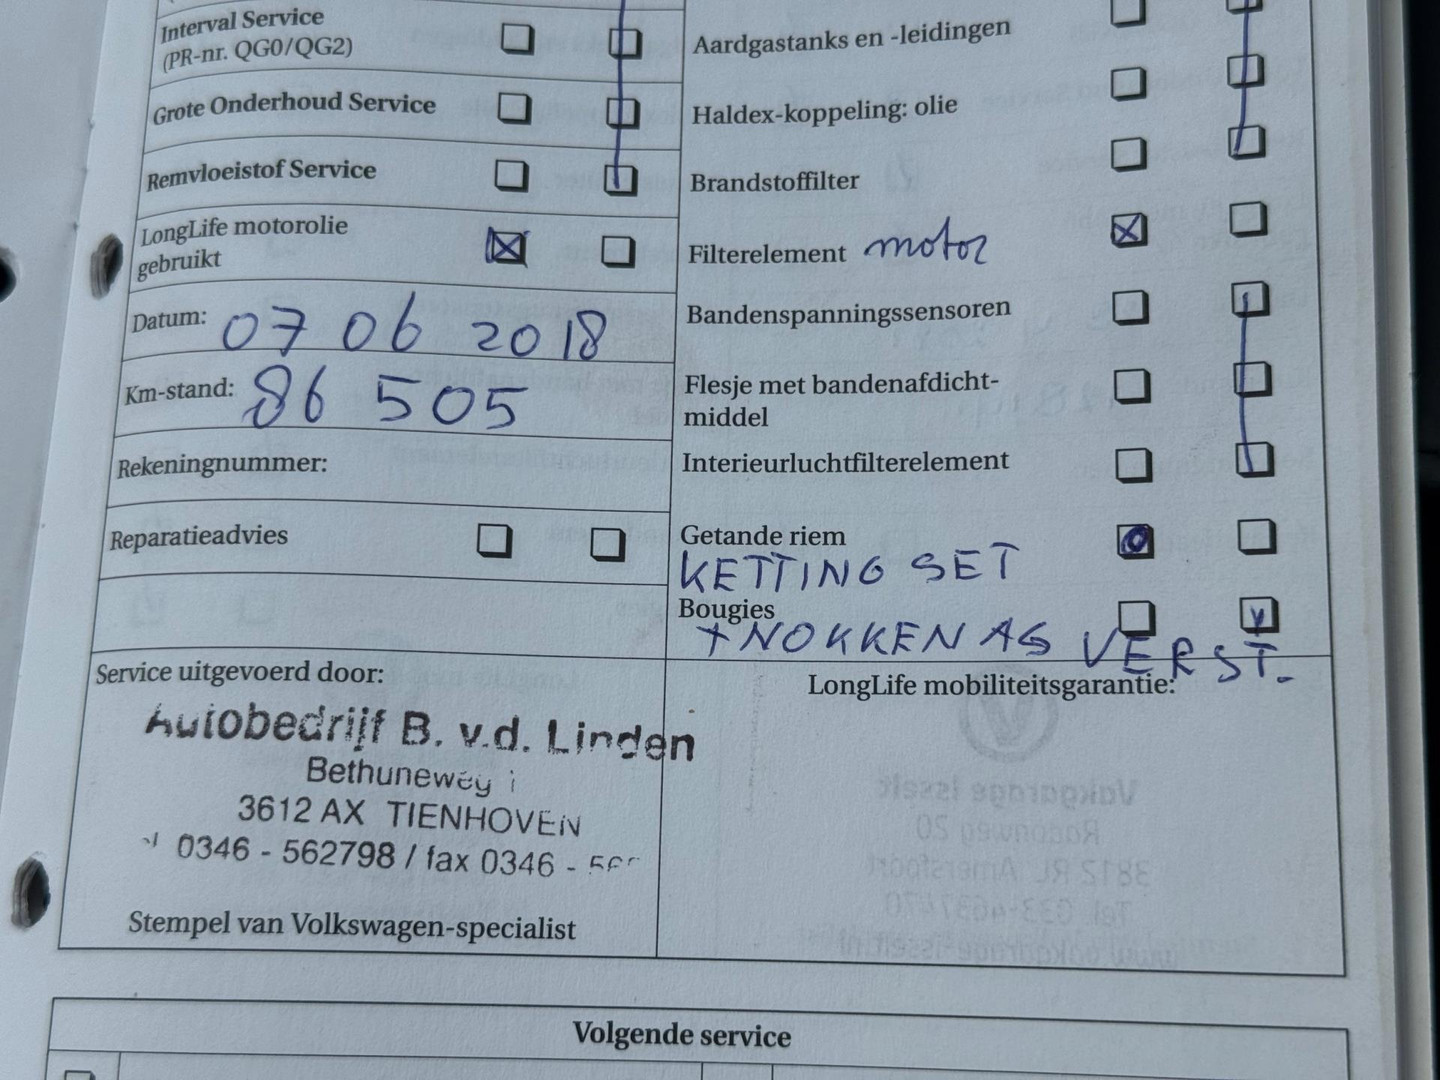 Interval Service
(PR-nr. QG0/QG2)
Grote Onderhoud Service
Remvloeistof Service
LongLife motorolie
gebruikt
Datum: 07 06 2018
Km-stand: 86 505
Rekeningnummer:
Reparatieadvies
Aardgastanks en -leidingen
Haldex-koppeling: olie
Brandstoffilter
Filterelement motor
Bandenspanningssensoren
Flesje met bandenafdicht-
middel
Interieurluchtfilterelement
Getande riem
KETTING SET
Bougies
+ NOKKEN AS VERST.
Service uitgevoerd door:
Autobedrijf B. v.d. Linden
Bethuneweg
3612 AX TIENHOVEN
0346 - 562798 / fax 0346 -
Stempel van Volkswagen-specialist
LongLife mobiliteitsgarantie:
Volgende service